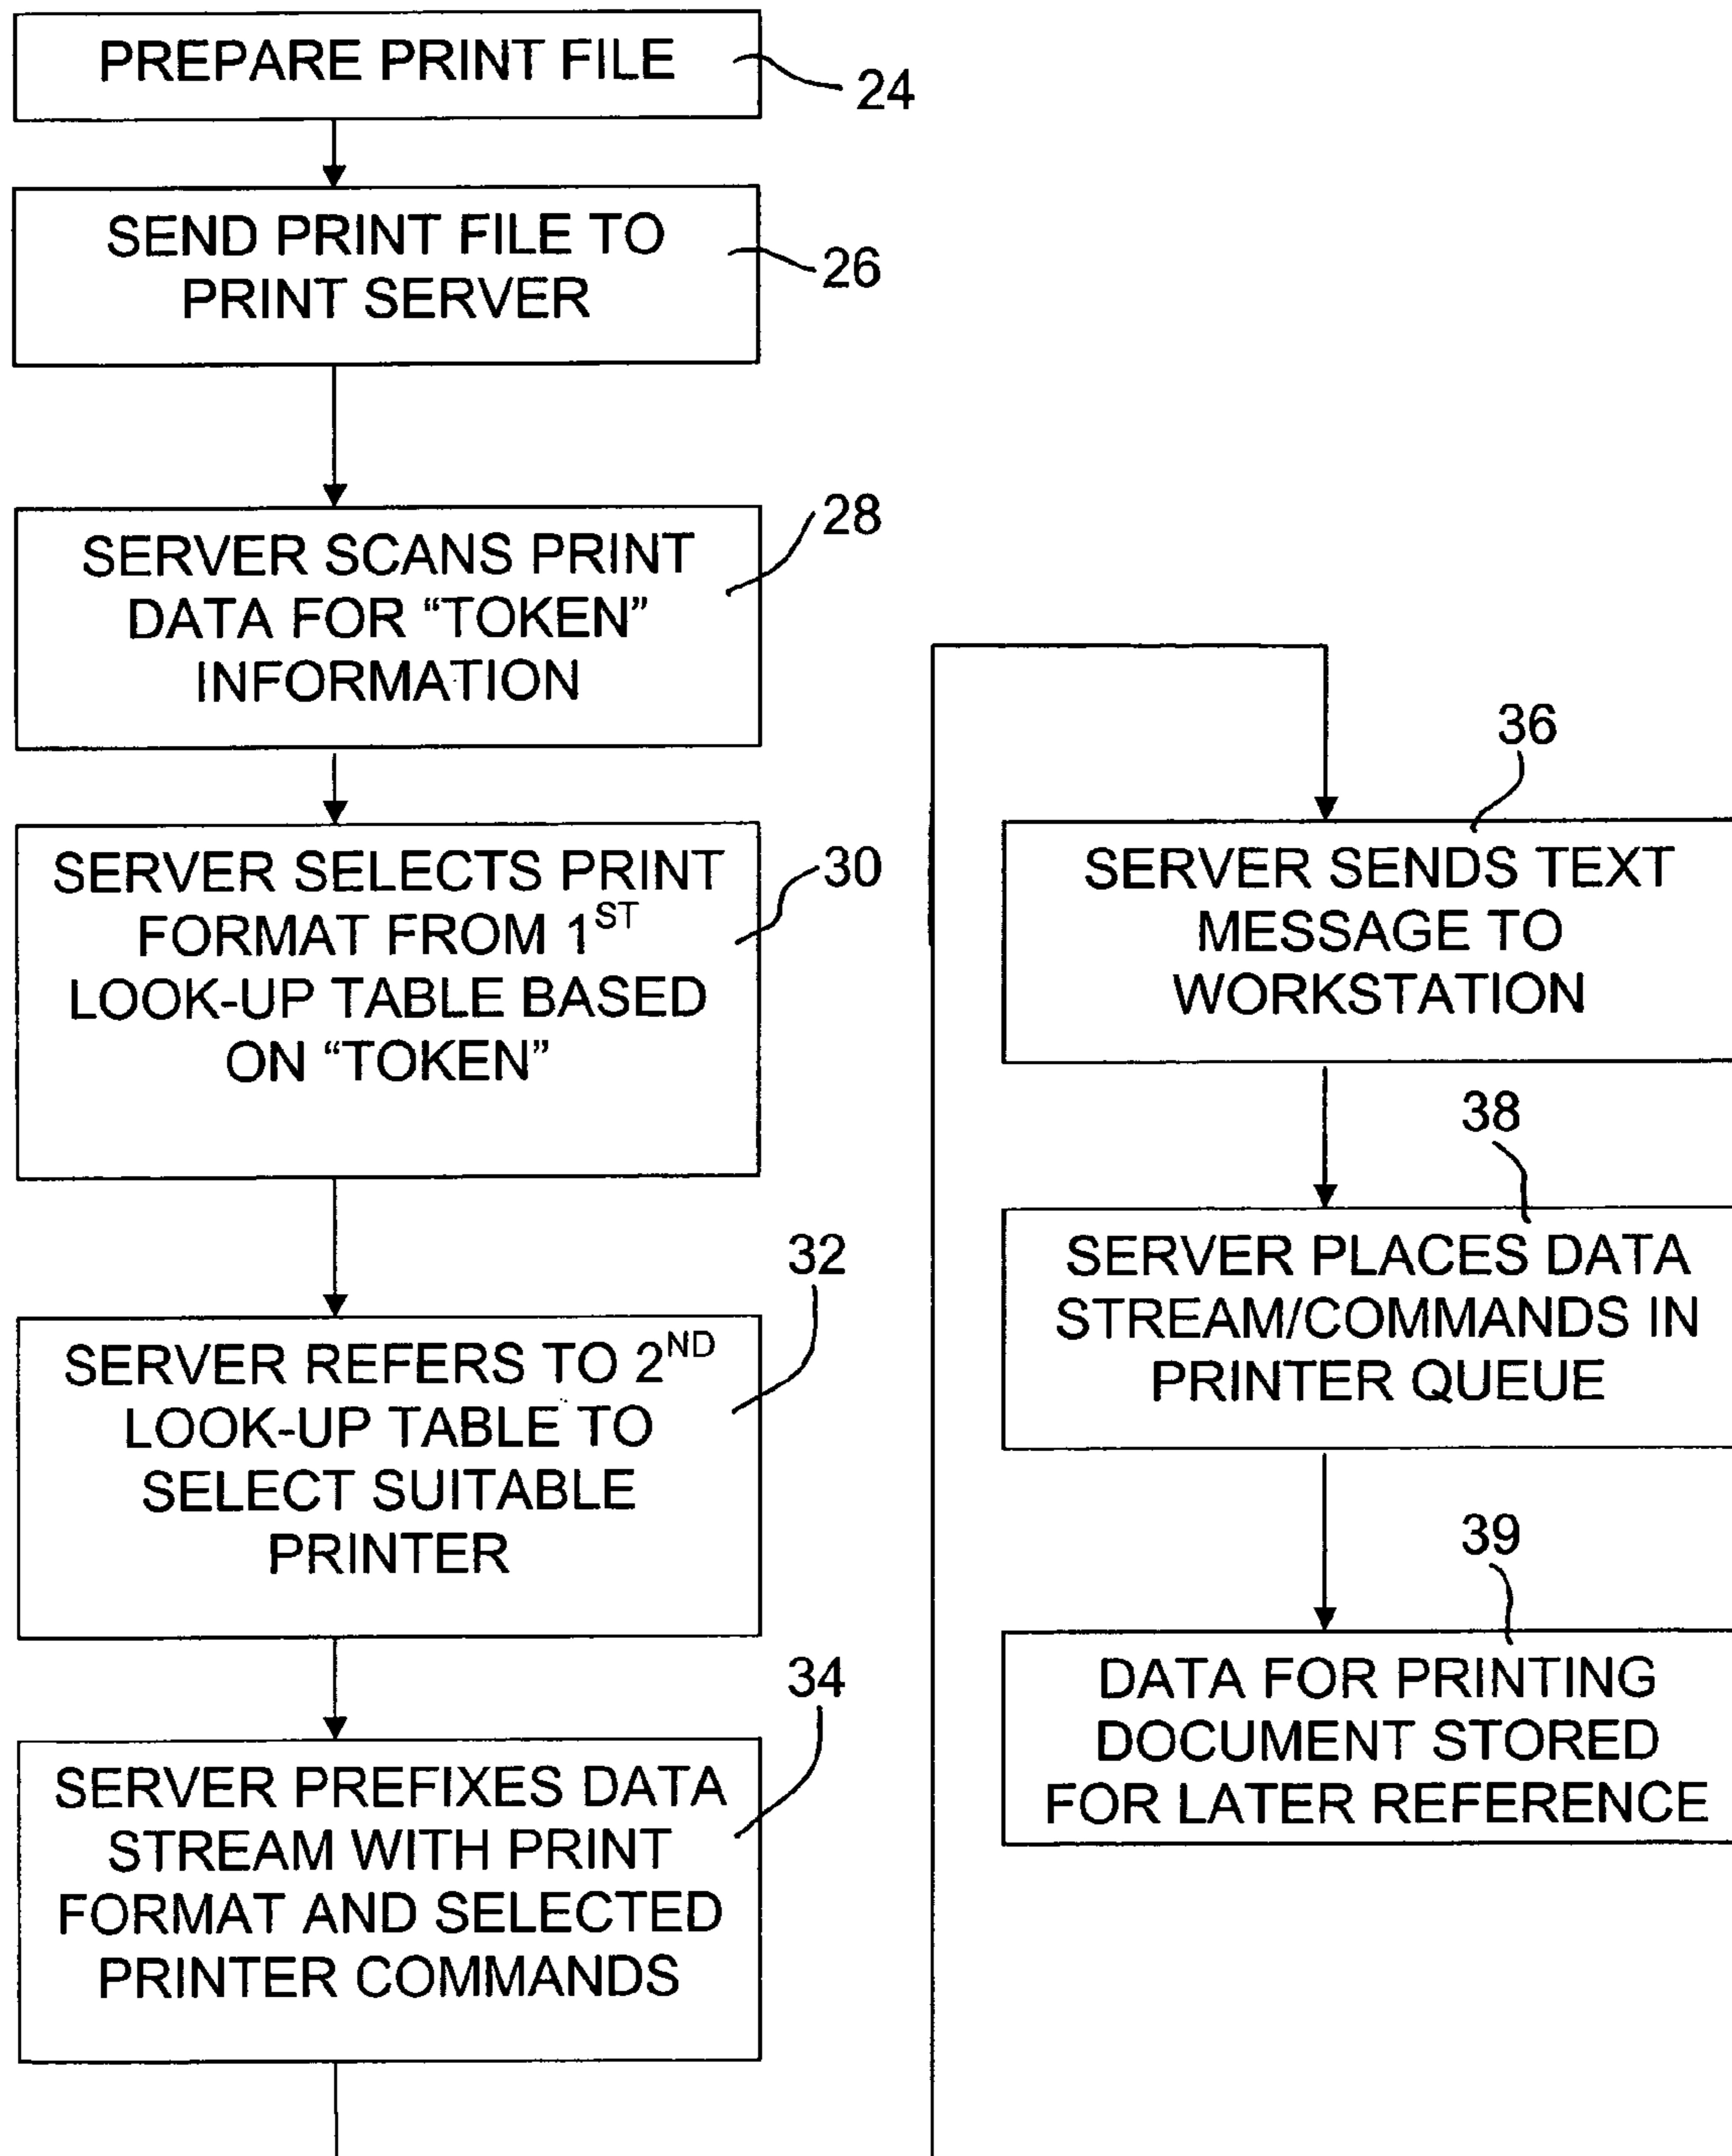 PREPARE PRINT FILE
24
SEND PRINT FILE TO
PRINT SERVER
26
SERVER SCANS PRINT
DATA FOR “TOKEN”
INFORMATION
28
SERVER SELECTS PRINT
FORMAT FROM 1ST
LOOK-UP TABLE BASED
ON “TOKEN”
30
SERVER REFERS TO 2ND
LOOK-UP TABLE TO
SELECT SUITABLE
PRINTER
32
SERVER PREFIXES DATA
STREAM WITH PRINT
FORMAT AND SELECTED
PRINTER COMMANDS
34
36
SERVER SENDS TEXT
MESSAGE TO
WORKSTATION
38
SERVER PLACES DATA
STREAM/COMMANDS IN
PRINTER QUEUE
39
DATA FOR PRINTING
DOCUMENT STORED
FOR LATER REFERENCE